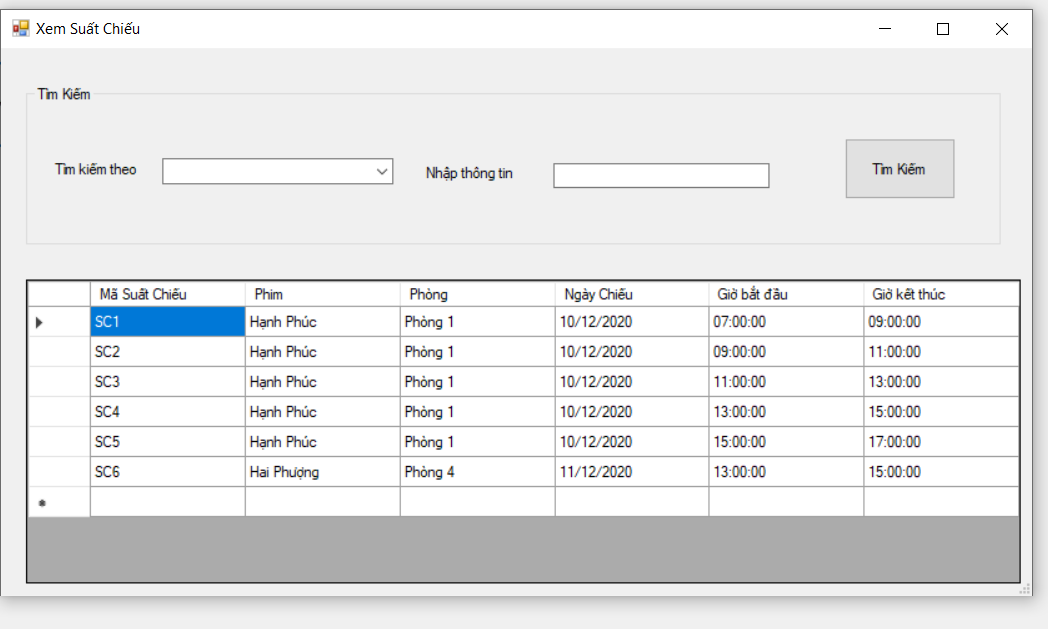 Xem Suất Chiếu
Tìm Kiếm
Tìm kiếm theo Nhập thông tin Tìm Kiếm
Mã Suất Chiếu Phim Phòng Ngày Chiếu Giờ bắt đầu Giờ kết thúc
SC1 Hạnh Phúc Phòng 1 10/12/2020 07:00:00 09:00:00
SC2 Hạnh Phúc Phòng 1 10/12/2020 09:00:00 11:00:00
SC3 Hạnh Phúc Phòng 1 10/12/2020 11:00:00 13:00:00
SC4 Hạnh Phúc Phòng 1 10/12/2020 13:00:00 15:00:00
SC5 Hạnh Phúc Phòng 1 10/12/2020 15:00:00 17:00:00
SC6 Hai Phượng Phòng 4 11/12/2020 13:00:00 15:00:00